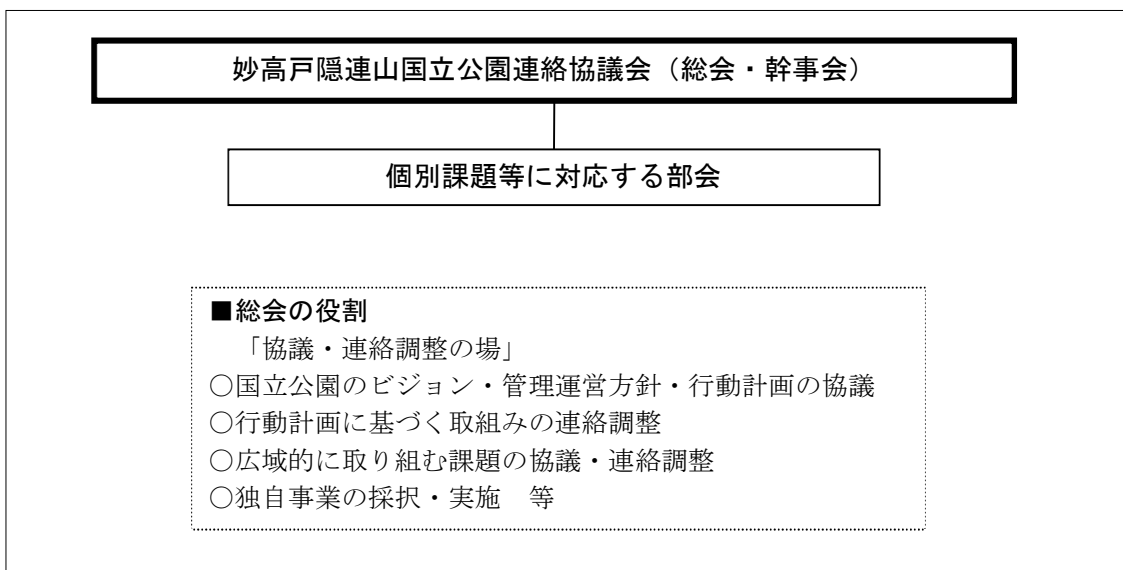 妙高戸隠連山国立公園連絡協議会（総会・幹事会）
個別課題等に対応する部会
■総会の役割
「協議・連絡調整の場」
○国立公園のビジョン・管理運営方針・行動計画の協議
○行動計画に基づく取組みの連絡調整
○広域的に取り組む課題の協議・連絡調整
○独自事業の採択・実施　等